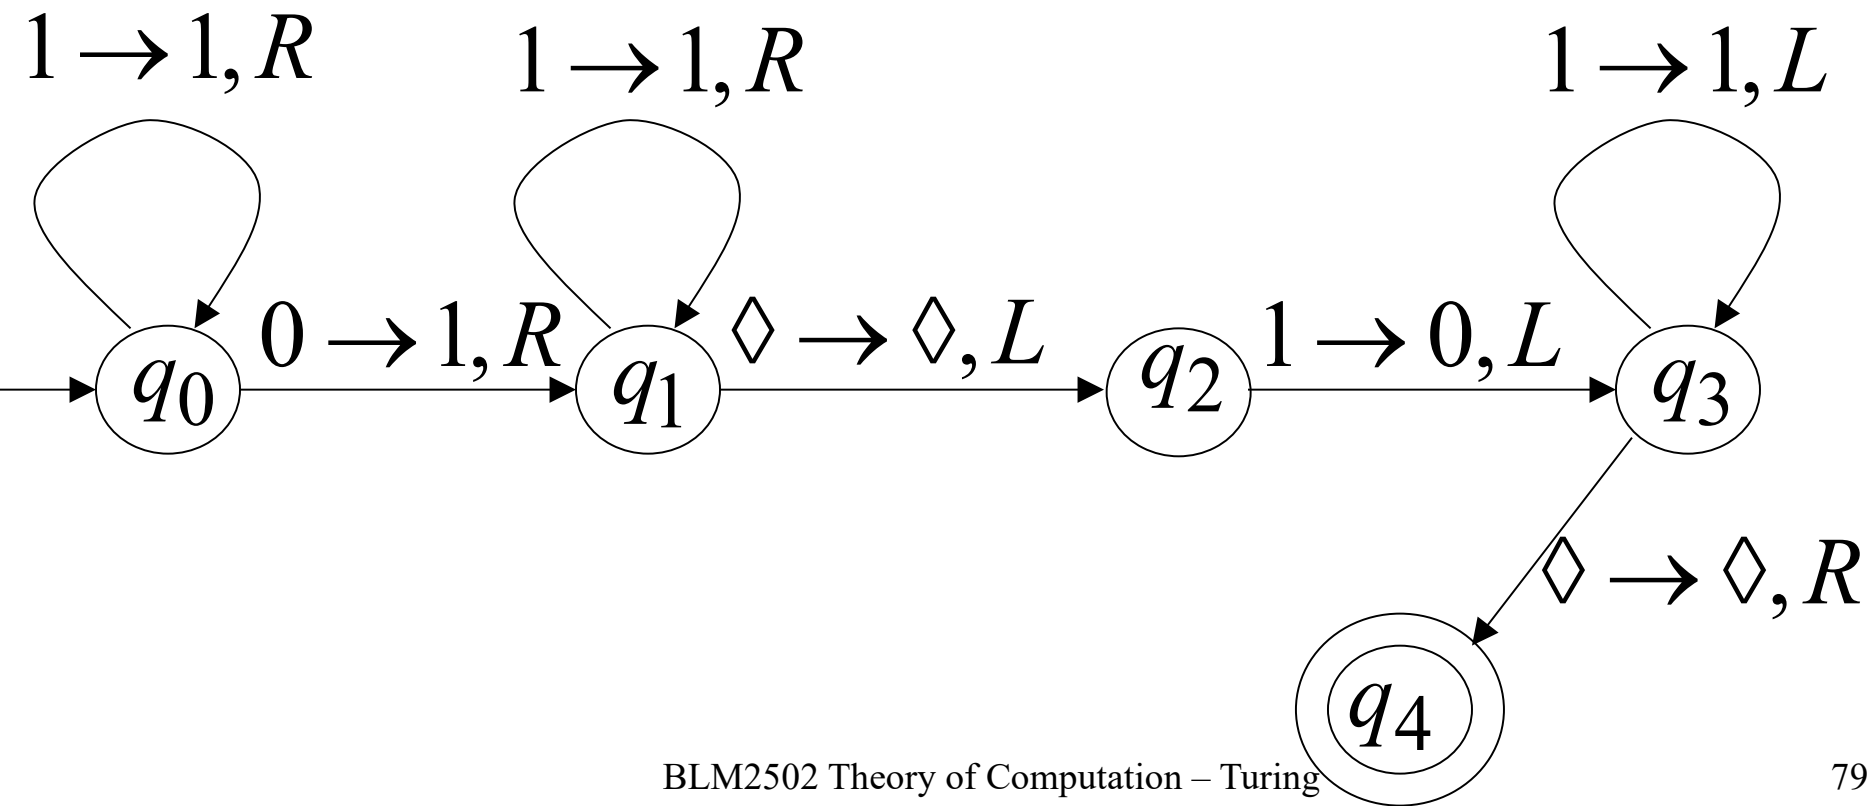 1 → 1, R
1 → 1, R
1 → 1, L
0 → 1, R
◊ → ◊, L
1 → 0, L
q0
q1
q2
q3
◊ → ◊, R
q4
BLM2502 Theory of Computation – Turing
79